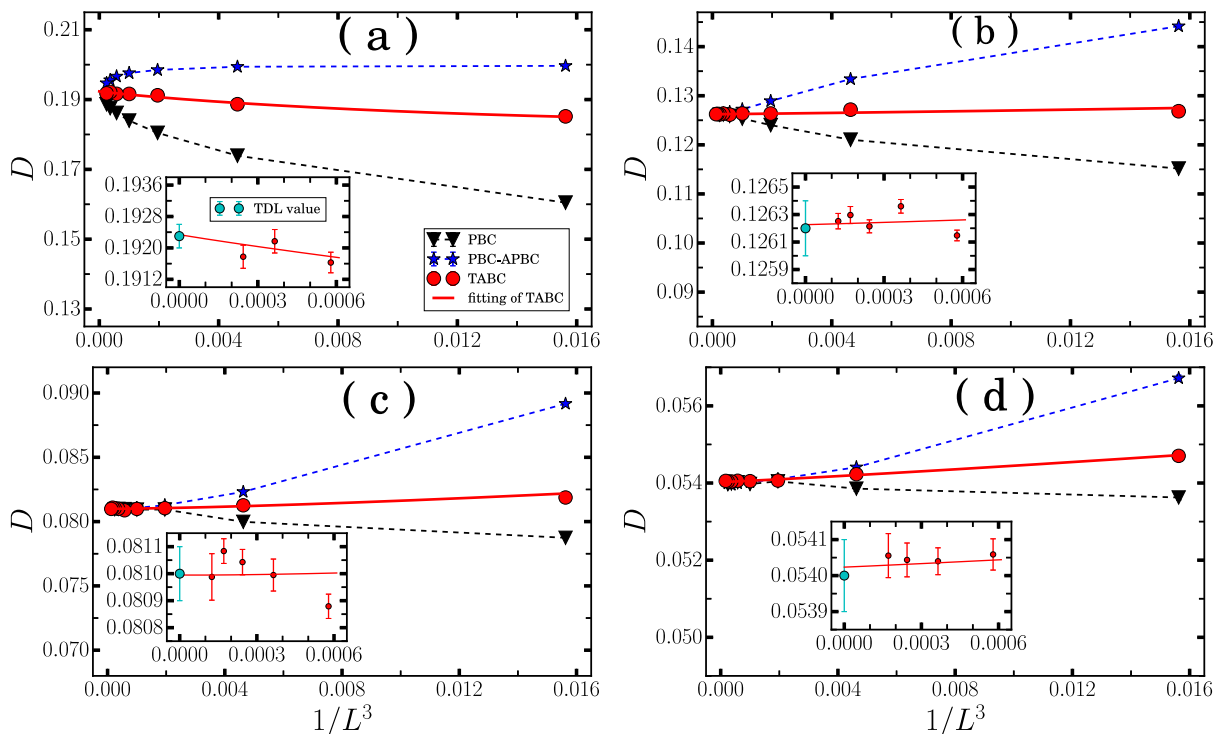 ( a )
0.21
0.19
0.17
0.15
0.13
D
0.1936
0.1928
0.1920
0.1912
TDL value
0.0000 0.0003 0.0006
PBC
PBC-APBC
TABC
fitting of TABC
0.000 0.004 0.008 0.012 0.016
( b )
0.14
0.13
0.12
0.11
0.10
0.09
D
0.1265
0.1263
0.1261
0.1259
0.0000 0.0003 0.0006
0.000 0.004 0.008 0.012 0.016
( c )
0.090
0.085
0.080
0.075
0.070
D
0.0811
0.0810
0.0809
0.0808
0.0000 0.0003 0.0006
0.000 0.004 0.008 0.012 0.016
1/L³
( d )
0.056
0.054
0.052
0.050
D
0.0541
0.0540
0.0539
0.0000 0.0003 0.0006
0.000 0.004 0.008 0.012 0.016
1/L³